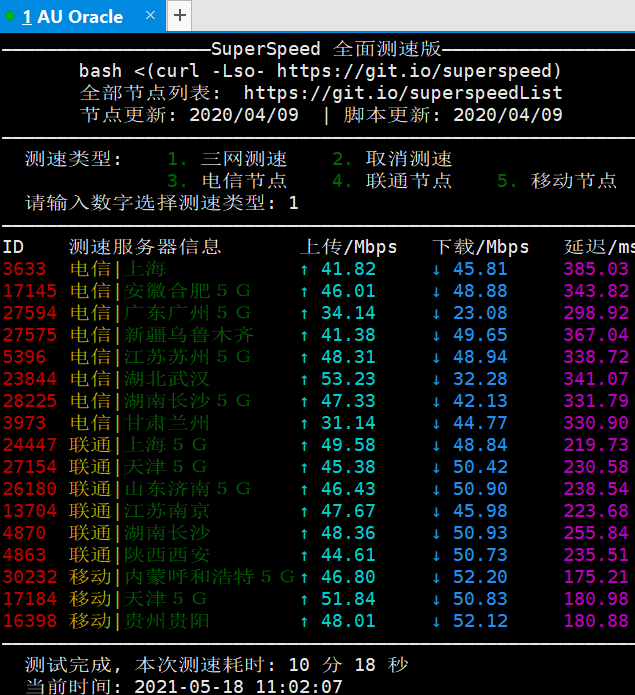 1 AU Oracle × +
SuperSpeed 全面测速版
bash <(curl -Lso- https://git.io/superspeed)
全部节点列表: https://git.io/superspeedList
节点更新: 2020/04/09 | 脚本更新: 2020/04/09
测速类型: 1. 三网测速 2. 取消测速
3. 电信节点 4. 联通节点 5. 移动节点
请输入数字选择测速类型: 1
ID 测速服务器信息 上传/Mbps 下载/Mbps 延迟/ms
3633 电信|上海 ↑ 41.82 ↓ 45.81 385.03
17145 电信|安徽合肥5G ↑ 46.01 ↓ 48.88 343.82
27594 电信|广东广州5G ↑ 34.14 ↓ 23.08 298.92
27575 电信|新疆乌鲁木齐 ↑ 41.38 ↓ 49.65 367.04
5396 电信|江苏苏州5G ↑ 48.31 ↓ 48.94 338.72
23844 电信|湖北武汉 ↑ 53.23 ↓ 32.28 341.07
28225 电信|湖南长沙5G ↑ 47.33 ↓ 42.13 331.79
3973 电信|甘肃兰州 ↑ 31.14 ↓ 44.77 330.90
24447 联通|上海5G ↑ 49.58 ↓ 48.84 219.73
27154 联通|天津5G ↑ 45.38 ↓ 50.42 230.58
26180 联通|山东济南5G ↑ 46.43 ↓ 50.90 238.54
13704 联通|江苏南京 ↑ 47.67 ↓ 45.98 223.68
4870 联通|湖南长沙 ↑ 48.36 ↓ 50.93 255.84
4863 联通|陕西西安 ↑ 44.61 ↓ 50.73 235.51
30232 移动|内蒙呼和浩特5G ↑ 46.80 ↓ 52.20 175.21
17184 移动|天津5G ↑ 51.84 ↓ 50.83 180.98
16398 移动|贵州贵阳 ↑ 48.01 ↓ 52.12 180.88
测试完成, 本次测速耗时: 10 分 18 秒
当前时间: 2021-05-18 11:02:07